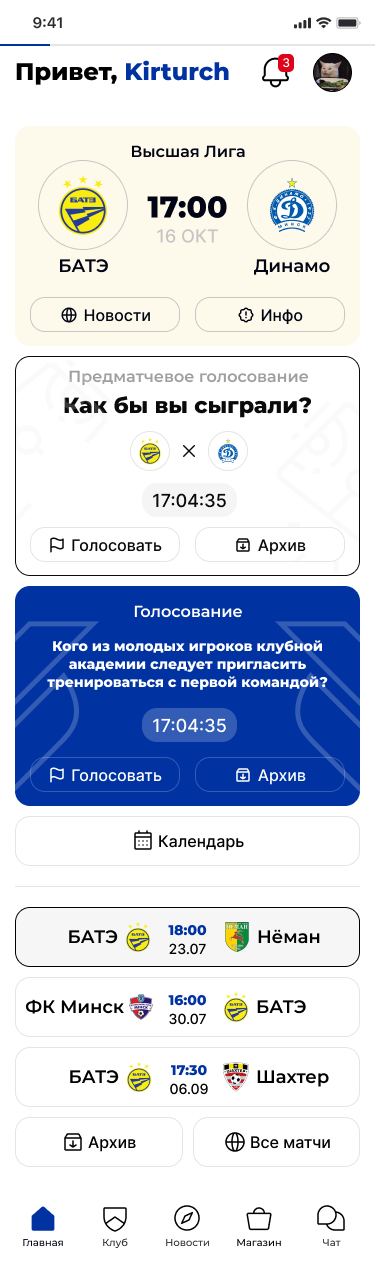 9:41
Привет, Kirturch
3
Высшая Лига
17:00
16 ОКТ
БАТЭ
Динамо
Новости
Инфо
Предматчевое голосование
Как бы вы сыграли?
17:04:35
Голосовать
Архив
Голосование
Кого из молодых игроков клубной
академии следует пригласить
тренироваться с первой командой?
17:04:35
Голосовать
Архив
Календарь
БАТЭ 18:00 Нёман
23.07
ФК Минск 16:00 БАТЭ
30.07
БАТЭ 17:30 Шахтер
06.09
Архив
Все матчи
Главная
Клуб
Новости
Магазин
Чат